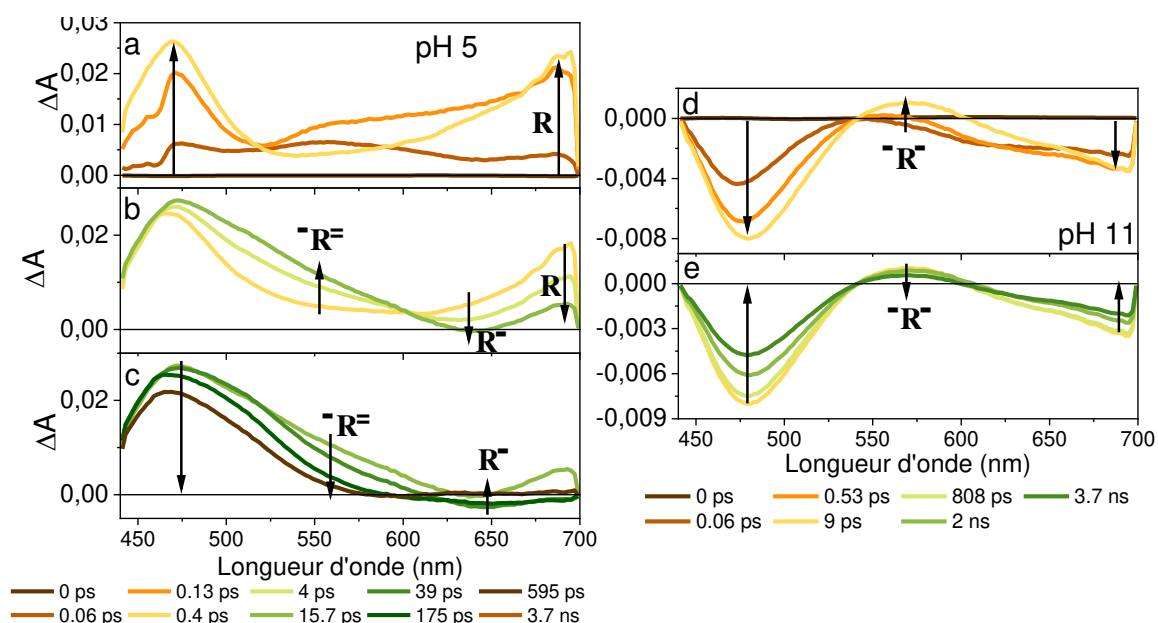 0,03
a
pH 5
0,02
ΔA
0,01
R
0,00
b
0,02
-R=
ΔA
R
0,00
R-
c
0,02
-R=
ΔA
R-
0,00
450 500 550 600 650 700
Longueur d'onde (nm)
0 ps 0.13 ps 4 ps 39 ps 595 ps
0.06 ps 0.4 ps 15.7 ps 175 ps 3.7 ns
d
0,000
-R-
-0,004
ΔA
-0,008
pH 11
e
0,000
-R-
-0,003
ΔA
-0,006
-0,009
450 500 550 600 650 700
Longueur d'onde (nm)
0 ps 0.53 ps 808 ps 3.7 ns
0.06 ps 9 ps 2 ns